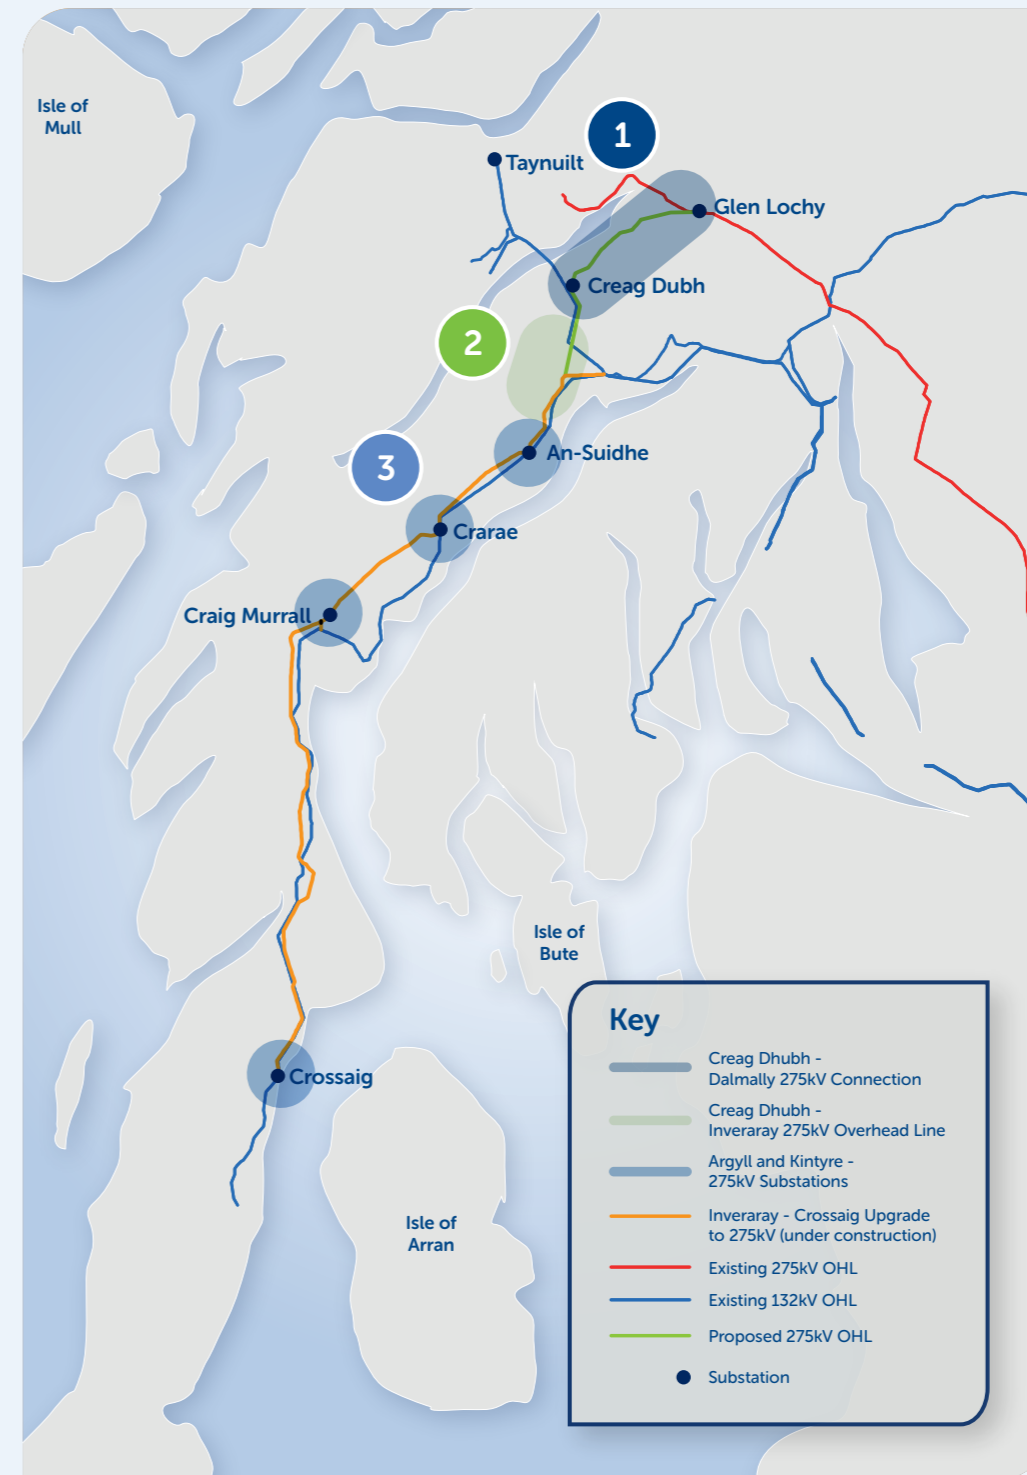 Isle of
Mull
1
Taynuilt
Glen Lochy
Creag Dubh
2
An-Suidhe
3
Crarae
Craig Murrall
Isle of
Bute
Crossaig
Isle of
Arran
Key
Creag Dhubh -
Dalmally 275kV Connection
Creag Dhubh -
Inveraray 275kV Overhead Line
Argyll and Kintyre -
275kV Substations
Inveraray - Crossaig Upgrade
to 275kV (under construction)
Existing 275kV OHL
Existing 132kV OHL
Proposed 275kV OHL
Substation